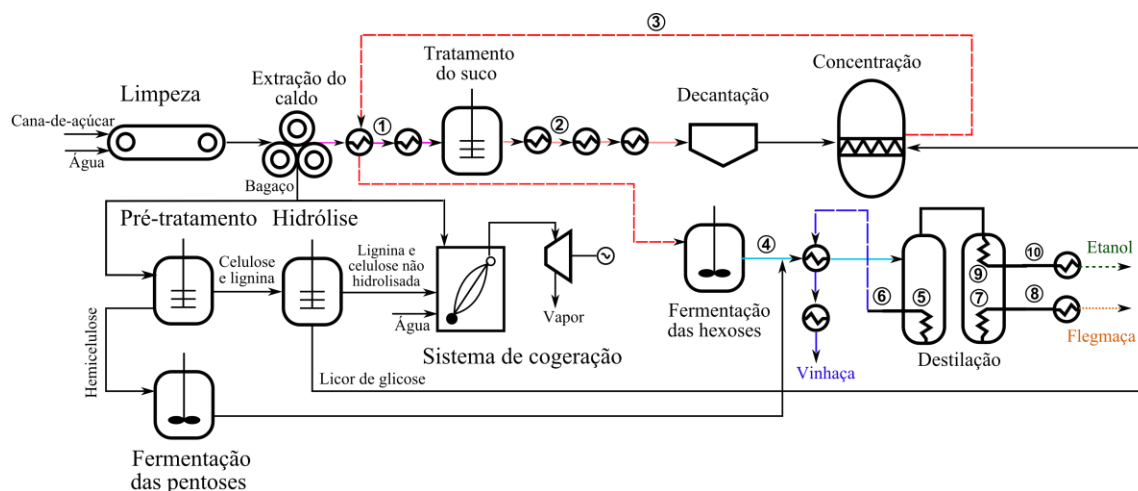 ③
Tratamento
do suco
Concentração
Extração do
caldo
Limpeza
Decantação
Cana-de-açúcar
Água
①
②
Bagaço
Pré-tratamento
Hidrólise
Celulose
e lignina
Lignina e
celulose não
hidrolisada
Água
Vapor
Sistema de cogeração
④
Fermentação
das hexoses
⑥
⑤
⑨
⑩
Etanol
⑦
⑧
Flegmaça
Destilação
Vinhaça
Hemicelulose
Licor de glicose
Fermentação
das pentoses